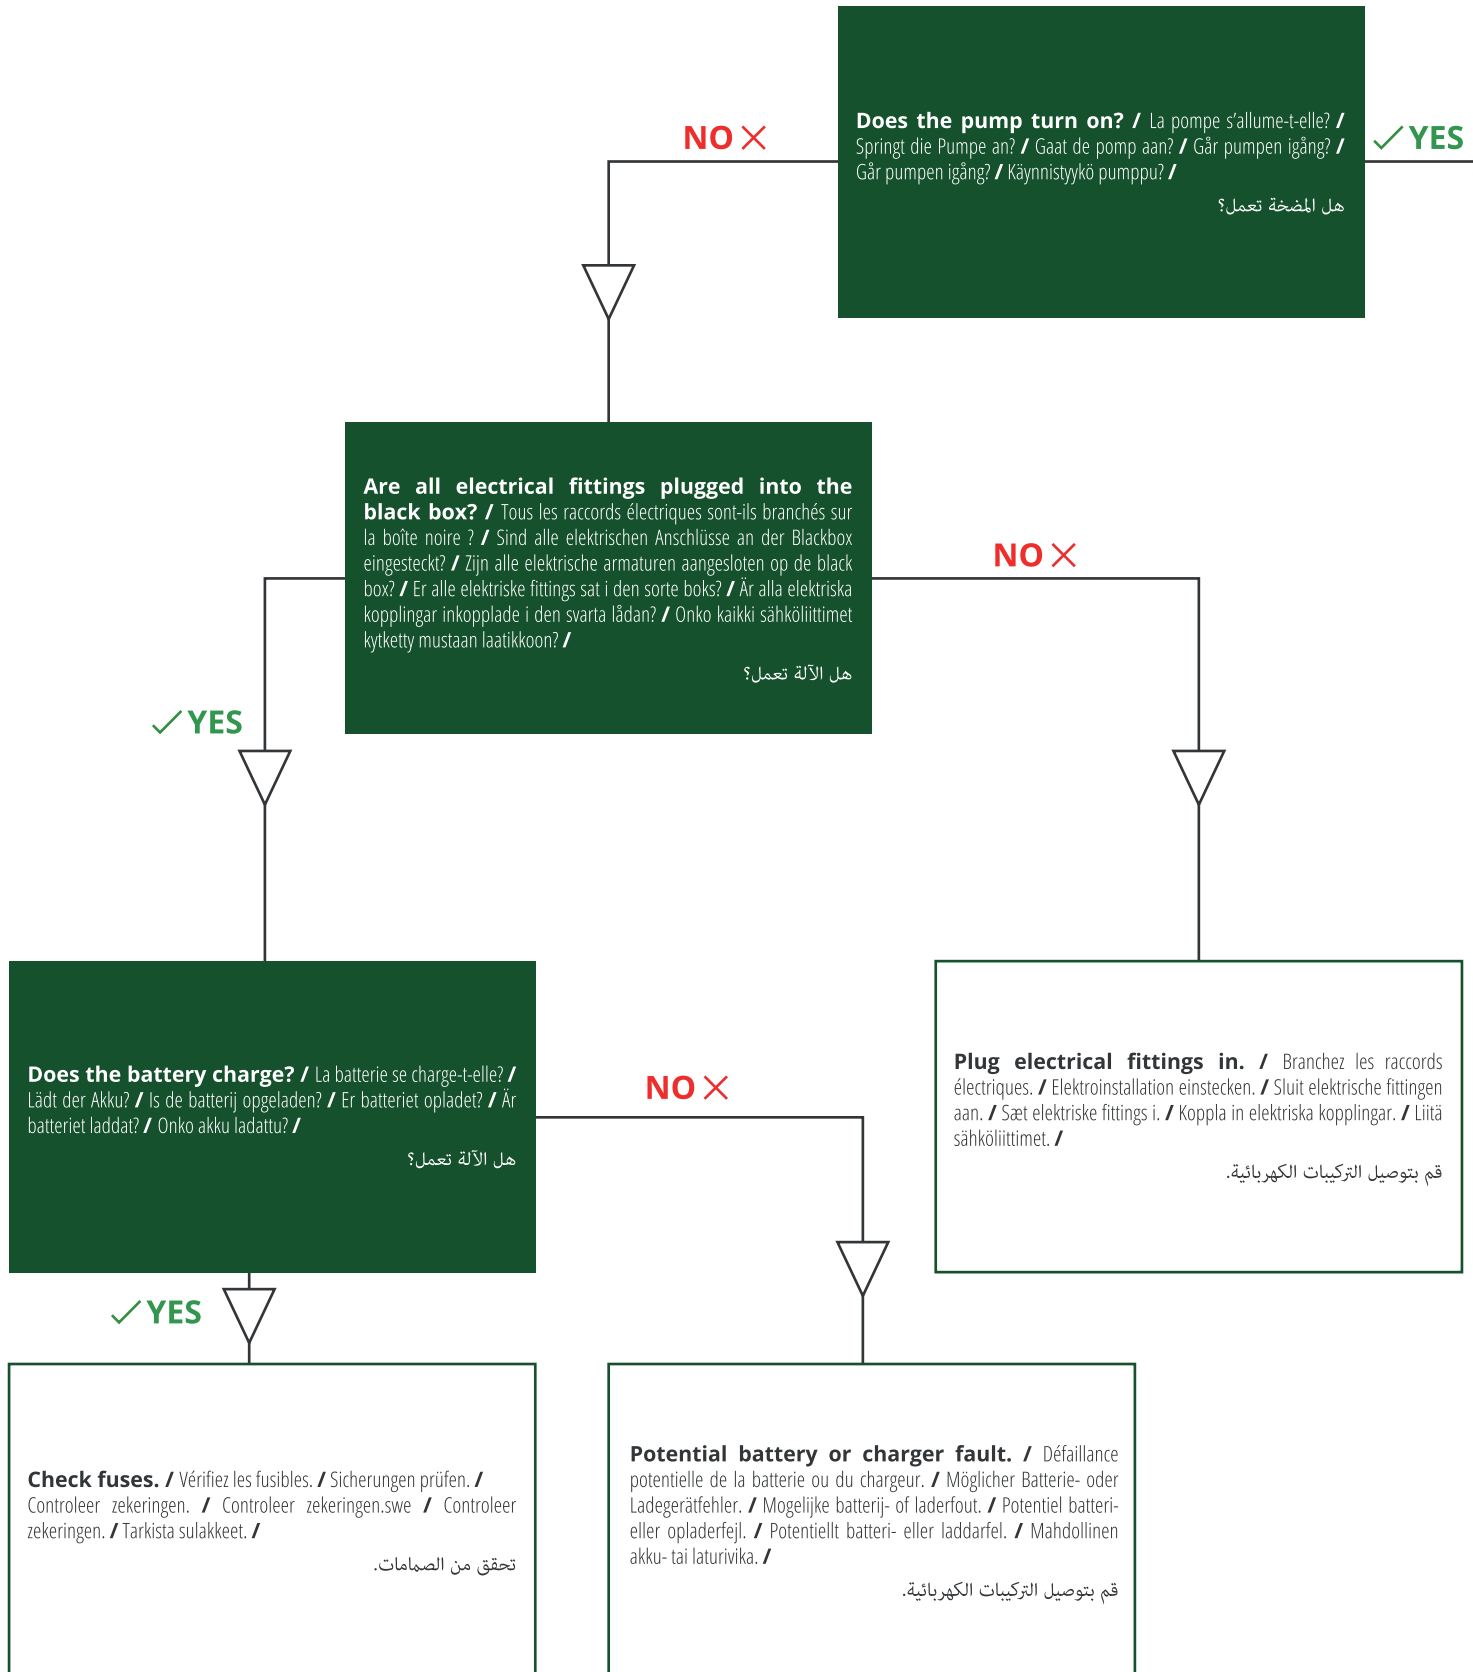 Does the pump turn on? / La pompe s’allume-t-elle? /
Springt die Pumpe an? / Gaat de pomp aan? / Går pumpen igång? /
Går pumpen igång? / Käynnistyykö pumppu? /
هل المضخة تعمل؟
NO
YES
Are all electrical fittings plugged into the
black box? / Tous les raccords électriques sont-ils branchés sur
la boîte noire ? / Sind alle elektrischen Anschlüsse an der Blackbox
eingesteckt? / Zijn alle elektrische armaturen aangesloten op de black
box? / Er alle elektriske fittings sat i den sorte boks? / Är alla elektriska
kopplingar inkopplade i den svarta lådan? / Onko kaikki sähköliittimet
kytketty mustaan laatikkoon? /
هل الآلة تعمل؟
NO
YES
Does the battery charge? / La batterie se charge-t-elle? /
Lädt der Akku? / Is de batterij opgeladen? / Er batteriet opladet? / Är
batteriet laddat? / Onko akku ladattu? /
هل الآلة تعمل؟
NO
Plug electrical fittings in. / Branchez les raccords
électriques. / Elektroinstallation einstecken. / Sluit elektrische fittingen
aan. / Sæt elektriske fittings i. / Koppla in elektriska kopplingar. / Liitä
sähköliittimet. /
قم بتوصيل التركيبات الكهربائية.
YES
Check fuses. / Vérifiez les fusibles. / Sicherungen prüfen. /
Controleer zekeringen. / Controleer zekeringen.swe / Controleer
zekeringen. / Tarkista sulakkeet. /
تحقق من الصمامات.
Potential battery or charger fault. / Défaillance
potentielle de la batterie ou du chargeur. / Möglicher Batterie- oder
Ladegerätfehler. / Mogelijke batterij- of laderfout. / Potentiel batteri-
eller opladerfejl. / Potentiellt batteri- eller laddarfel. / Mahdollinen
akku- tai laturivika. /
قم بتوصيل التركيبات الكهربائية.